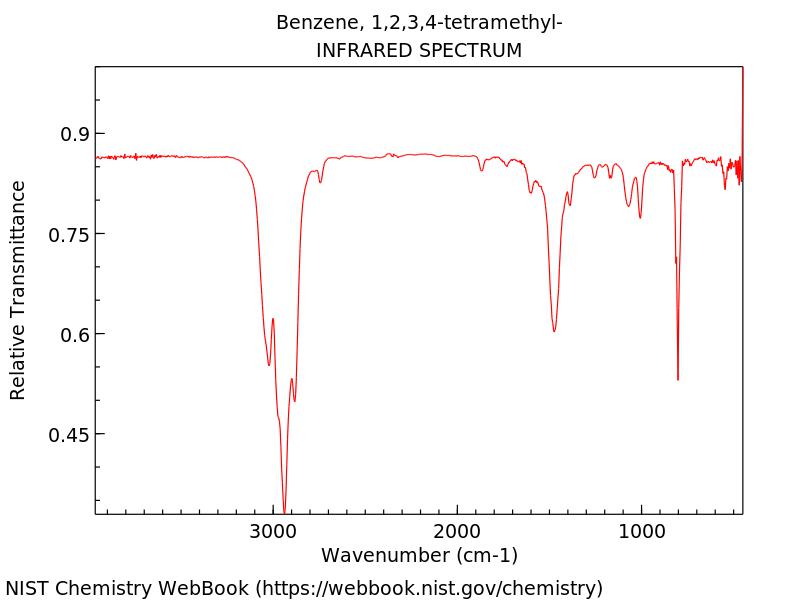 Benzene, 1,2,3,4-tetramethyl-
INFRARED SPECTRUM
0.9
0.75
0.6
0.45
Relative Transmittance
3000 2000 1000
Wavenumber (cm-1)
NIST Chemistry WebBook (https://webbook.nist.gov/chemistry)